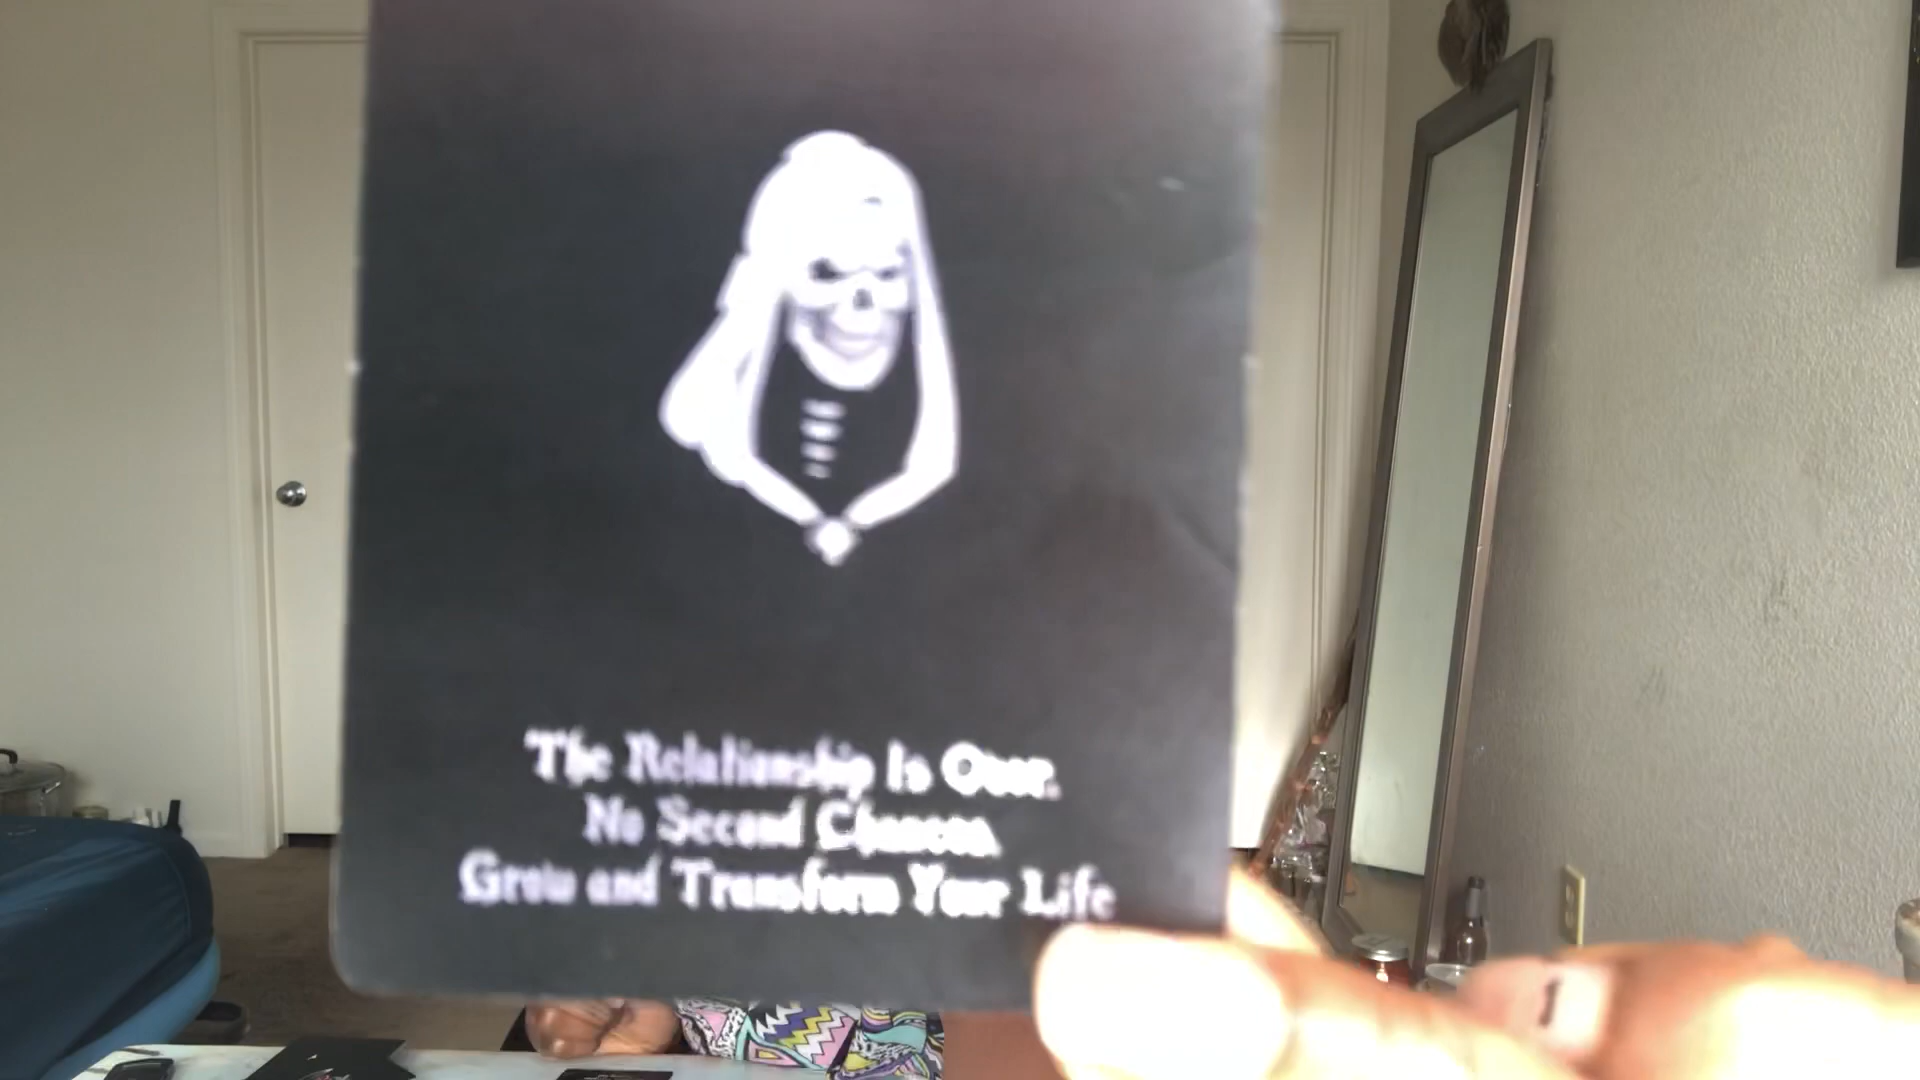 The Relationship Is Over.
No Second Chances.
Grow and Transform Your Life